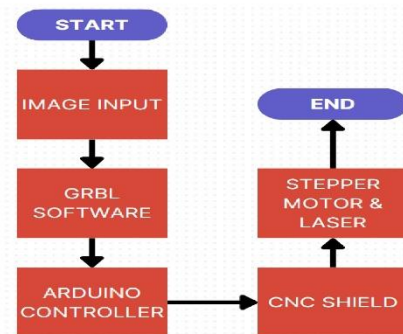 START
IMAGE INPUT
GRBL
SOFTWARE
ARDUINO
CONTROLLER
CNC SHIELD
STEPPER
MOTOR &
LASER
END